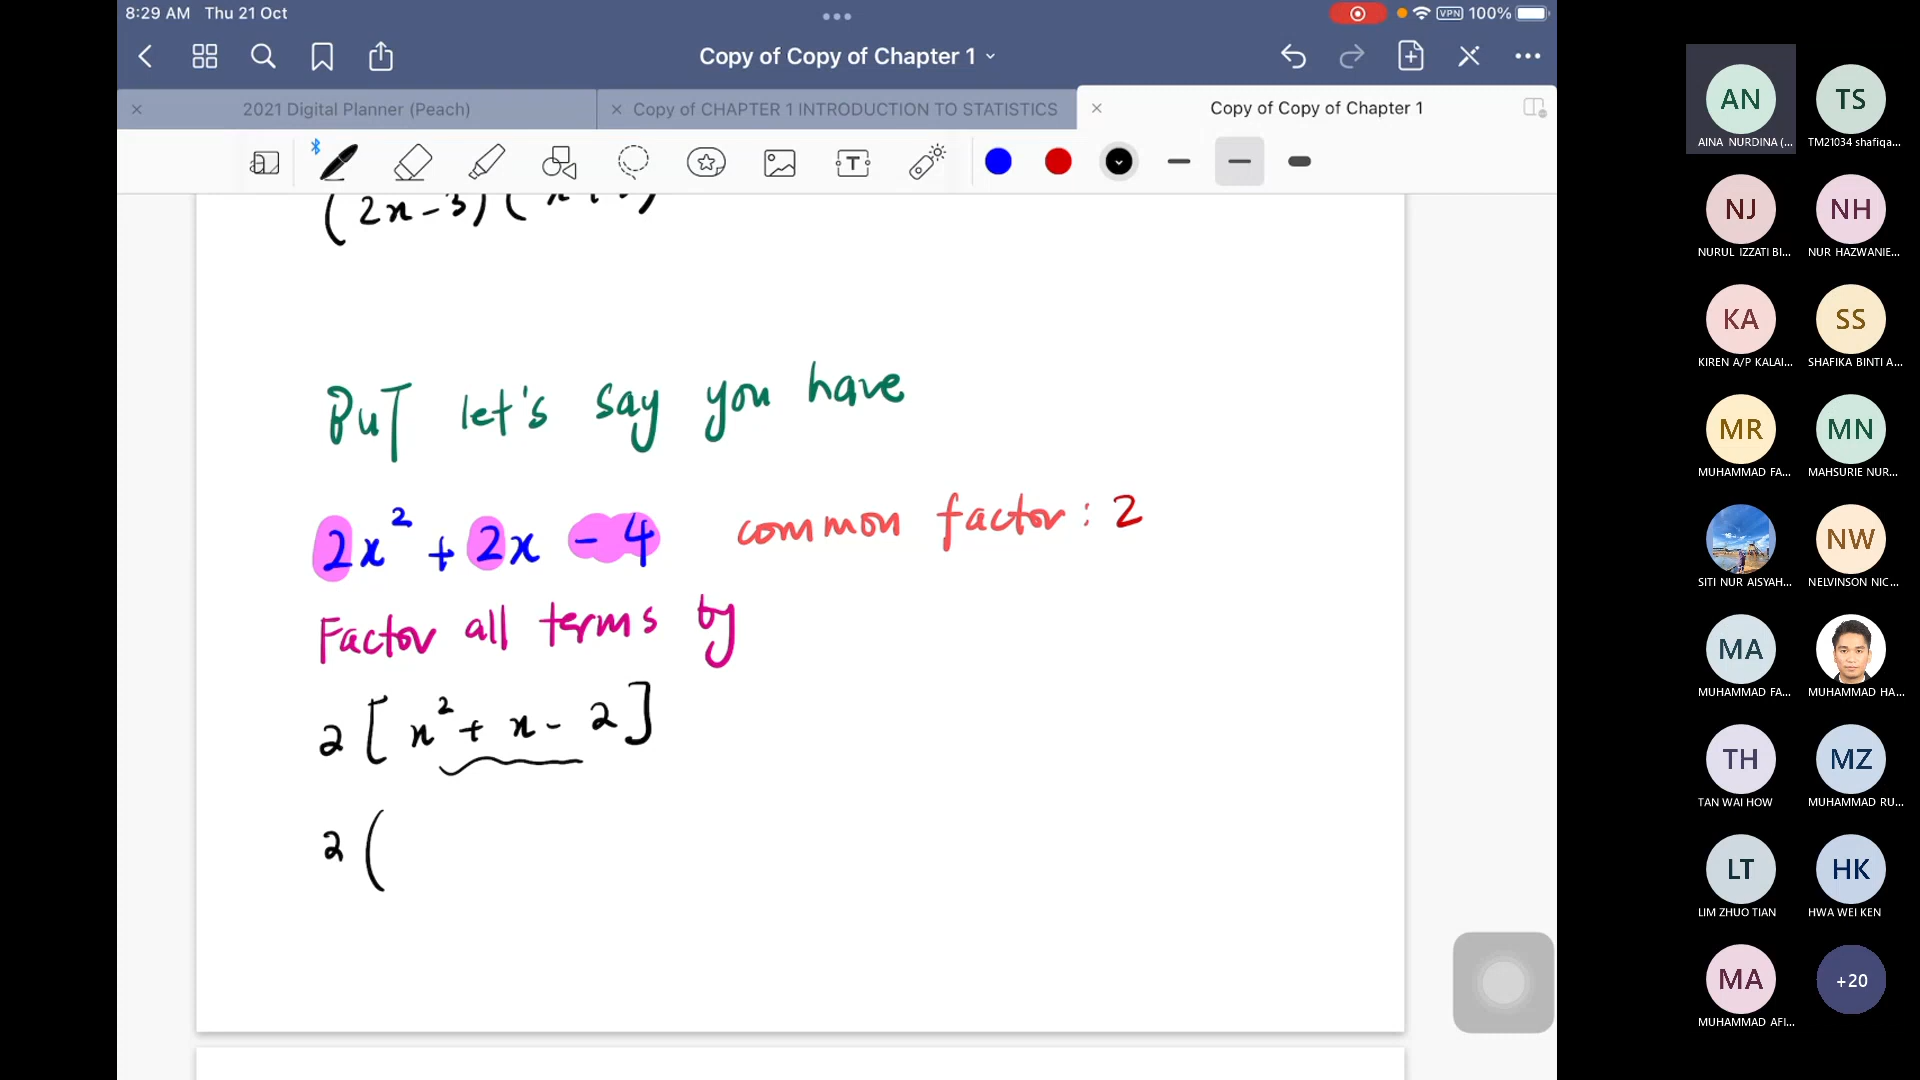 8:29 AM Thu 21 Oct
VPN 100%
Copy of Copy of Chapter 1
2021 Digital Planner (Peach)
Copy of CHAPTER 1 INTRODUCTION TO STATISTICS
Copy of Copy of Chapter 1
T
(2x-3)(
BuT let's say you have
2x² + 2x - 4
common factor: 2
Factor all terms by
2[x² + x - 2]
2(
AN
TS
AINA NURDINA (...
TM21034 shafiqa...
NJ
NH
NURUL IZZATI BI...
NUR HAZWANIE...
KA
SS
KIREN A/P KALAI...
SHAFIKA BINTI A...
MR
MN
MUHAMMAD FA...
MAHSURIE NUR...
NW
SITI NUR AISYAH...
NELVINSON NIC...
MA
MUHAMMAD FA...
MUHAMMAD HA...
TH
MZ
TAN WAI HOW
MUHAMMAD RU...
LT
HK
LIM ZHUO TIAN
HWA WEI KEN
MA
+20
MUHAMMAD AFI...